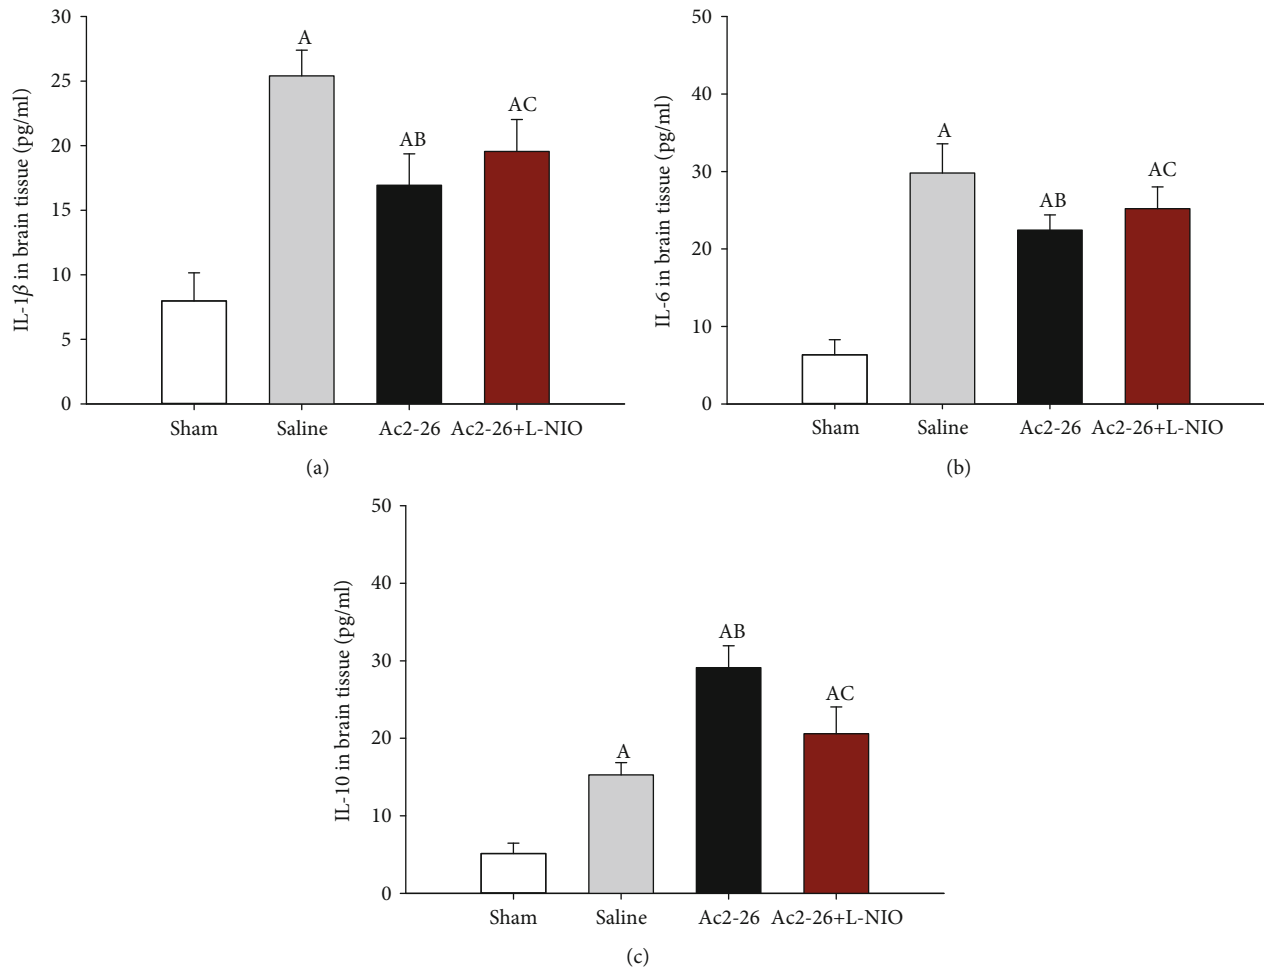 IL-1β in brain tissue (pg/ml)
30
25
20
15
10
5
0
A
AB
AC
Sham Saline Ac2-26 Ac2-26+L-NIO
(a)
IL-6 in brain tissue (pg/ml)
50
40
30
20
10
0
A
AB
AC
Sham Saline Ac2-26 Ac2-26+L-NIO
(b)
IL-10 in brain tissue (pg/ml)
50
40
30
20
10
0
A
AB
AC
Sham Saline Ac2-26 Ac2-26+L-NIO
(c)